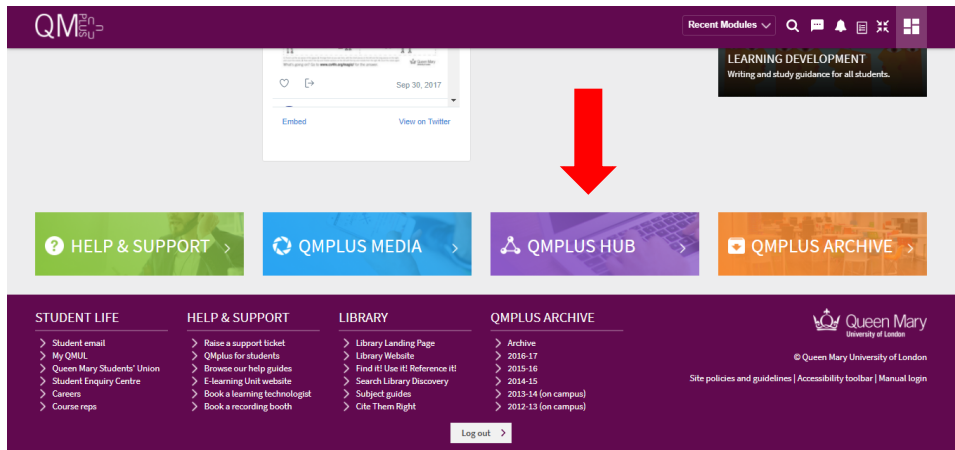 QM PLUS
Recent Modules
LEARNING DEVELOPMENT
Writing and study guidance for all students.
Sep 30, 2017
Embed
View on Twitter
HELP & SUPPORT
QMPLUS MEDIA
QMPLUS HUB
QMPLUS ARCHIVE
STUDENT LIFE
Student email
My QMUL
Queen Mary Students' Union
Student Enquiry Centre
Careers
Course reps
HELP & SUPPORT
Raise a support ticket
QMplus for students
Browse our help guides
E-learning Unit website
Book a learning technologist
Book a recording booth
LIBRARY
Library Landing Page
Library Website
Find it! Use it! Reference it!
Search Library Discovery
Subject guides
Cite Them Right
QMPLUS ARCHIVE
Archive
2016-17
2015-16
2014-15
2013-14 (on campus)
2012-13 (on campus)
Queen Mary
University of London
© Queen Mary University of London
Site policies and guidelines | Accessibility toolbar | Manual login
Log out